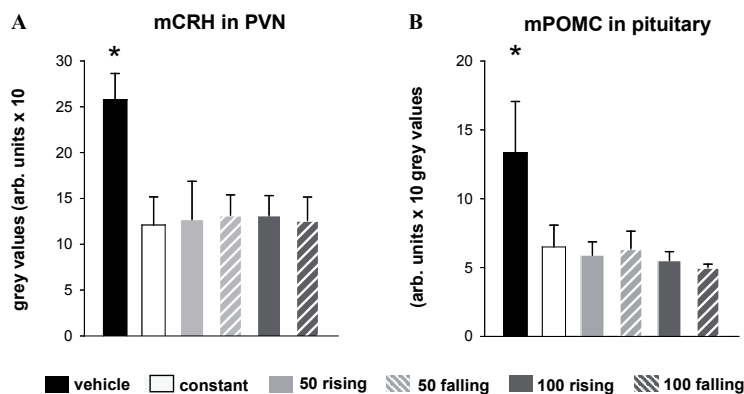 A mCRH in PVN
grey values (arb. units x 10
30
25
20
15
10
5
0
*
B mPOMC in pituitary
(arb. units x 10 grey values
20
15
10
5
0
*
vehicle constant 50 rising 50 falling 100 rising 100 falling